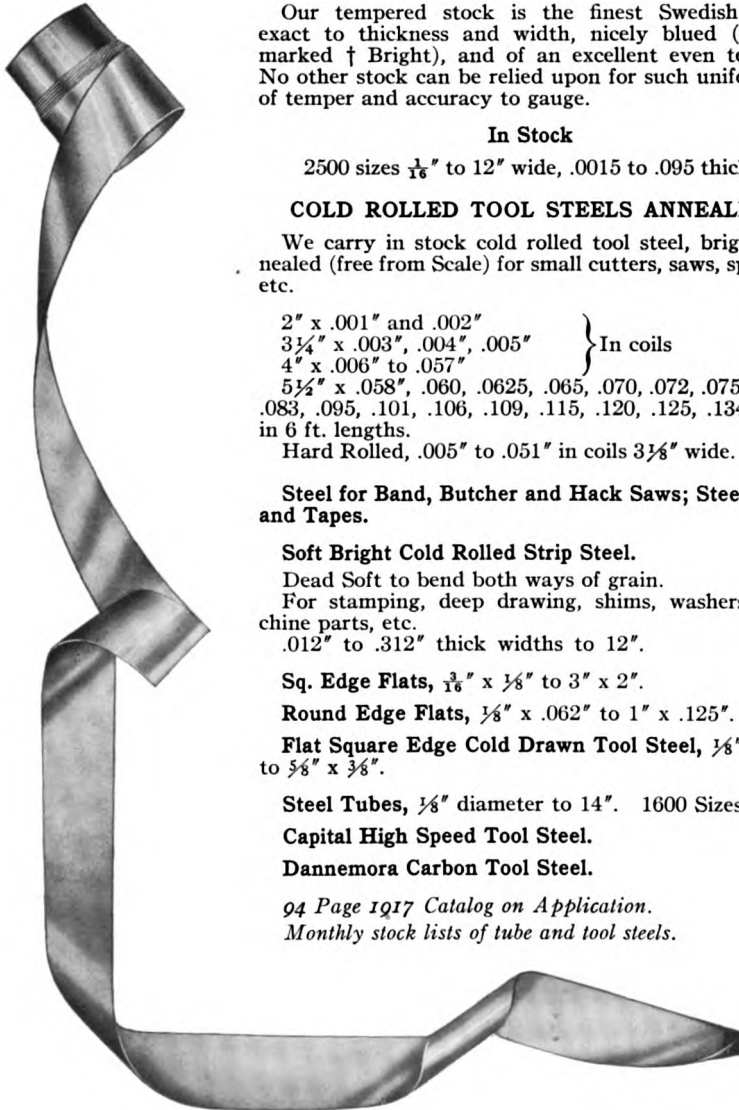 Our tempered stock is the finest Swedish
exact to thickness and width, nicely blued (
marked † Bright), and of an excellent even
No other stock can be relied upon for such
of temper and accuracy to gauge.
In Stock
2500 sizes 1/16" to 12" wide, .0015 to .095
COLD ROLLED TOOL STEELS
We carry in stock cold rolled tool steel,
nealed (free from Scale) for small cutters, saws,
etc.
2" x .001" and .002"
3¼" x .003", .004", .005" } In coils
4" x .006" to .057"
5½" x .058", .060, .0625, .065, .070, .072, .075
.083, .095, .101, .106, .109, .115, .120, .125, .134
in 6 ft. lengths.
Hard Rolled, .005" to .051" in coils 3⅛" wide.
Steel for Band, Butcher and Hack Saws;
and Tapes.
Soft Bright Cold Rolled Strip Steel.
Dead Soft to bend both ways of grain.
For stamping, deep drawing, shims, washers
chine parts, etc.
.012" to .312" thick widths to 12".
Sq. Edge Flats, 3/16" x ⅛" to 3" x 2".
Round Edge Flats, ⅛" x .062" to 1" x .125".
Flat Square Edge Cold Drawn Tool Steel, ⅛"
to ⅝" x ⅜".
Steel Tubes, ⅛" diameter to 14". 1600 Sizes
Capital High Speed Tool Steel.
Dannemora Carbon Tool Steel.
94 Page 1917 Catalog on Application.
Monthly stock lists of tube and tool steels.